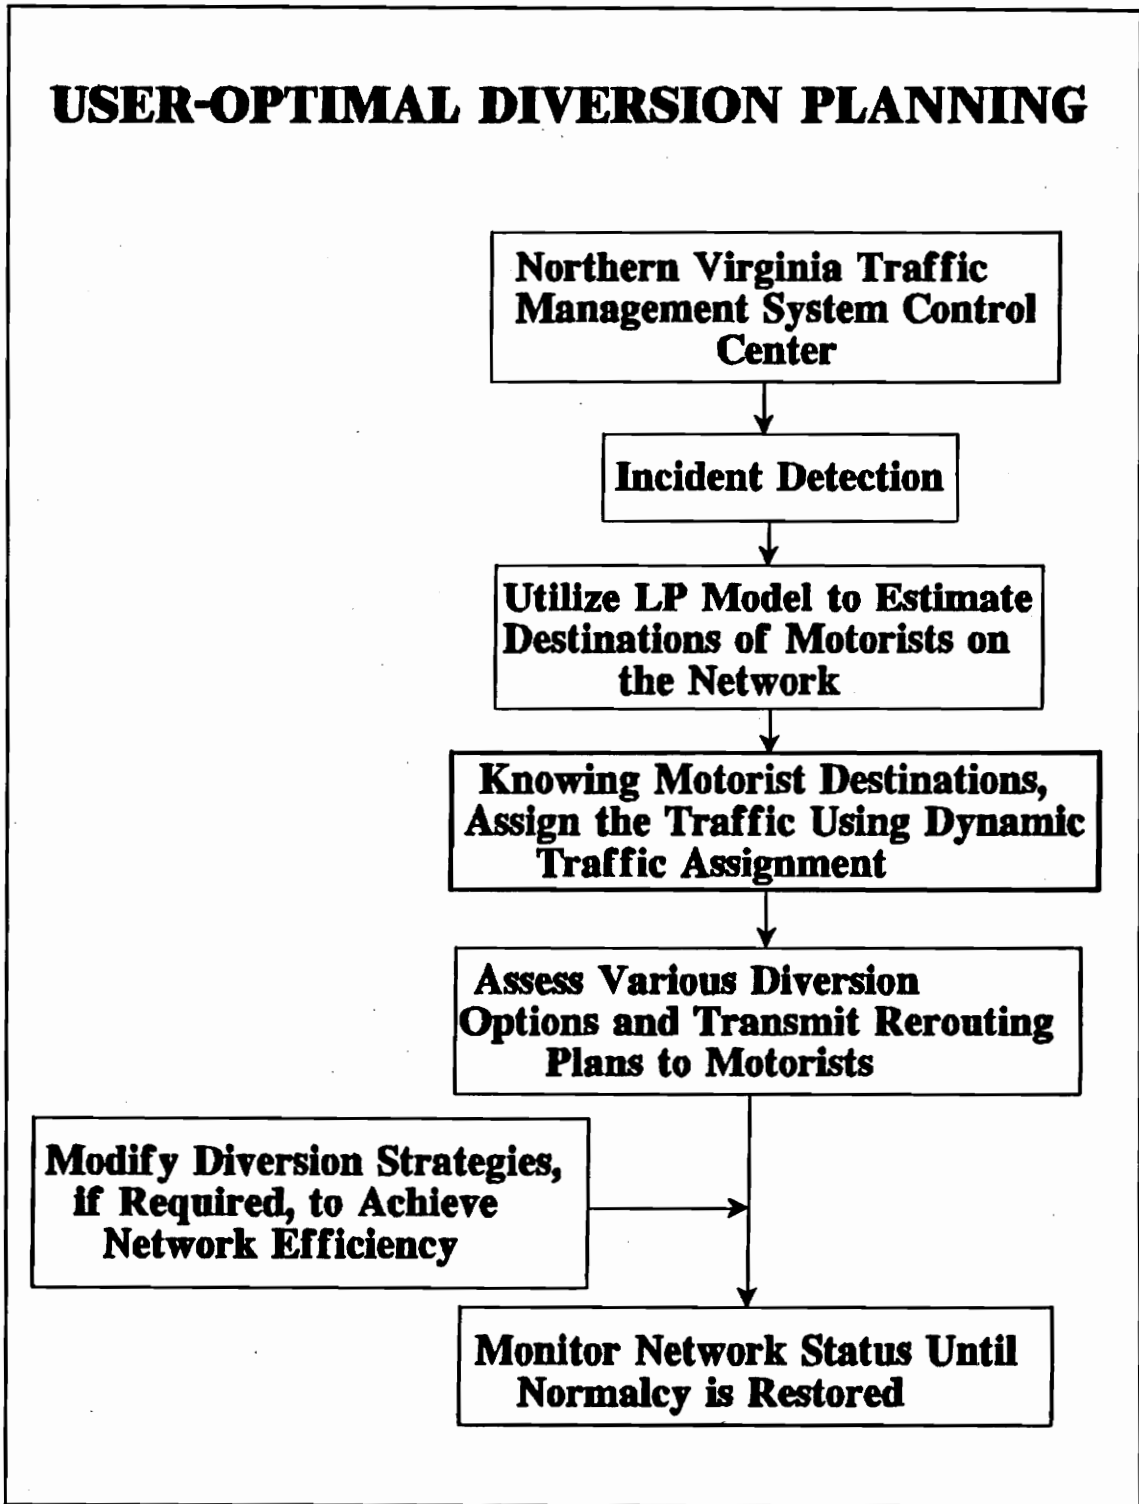 USER-OPTIMAL DIVERSION PLANNING
Northern Virginia Traffic
Management System Control
Center
Incident Detection
Utilize LP Model to Estimate
Destinations of Motorists on
the Network
Knowing Motorist Destinations,
Assign the Traffic Using Dynamic
Traffic Assignment
Assess Various Diversion
Options and Transmit Rerouting
Plans to Motorists
Modify Diversion Strategies,
if Required, to Achieve
Network Efficiency
Monitor Network Status Until
Normalcy is Restored